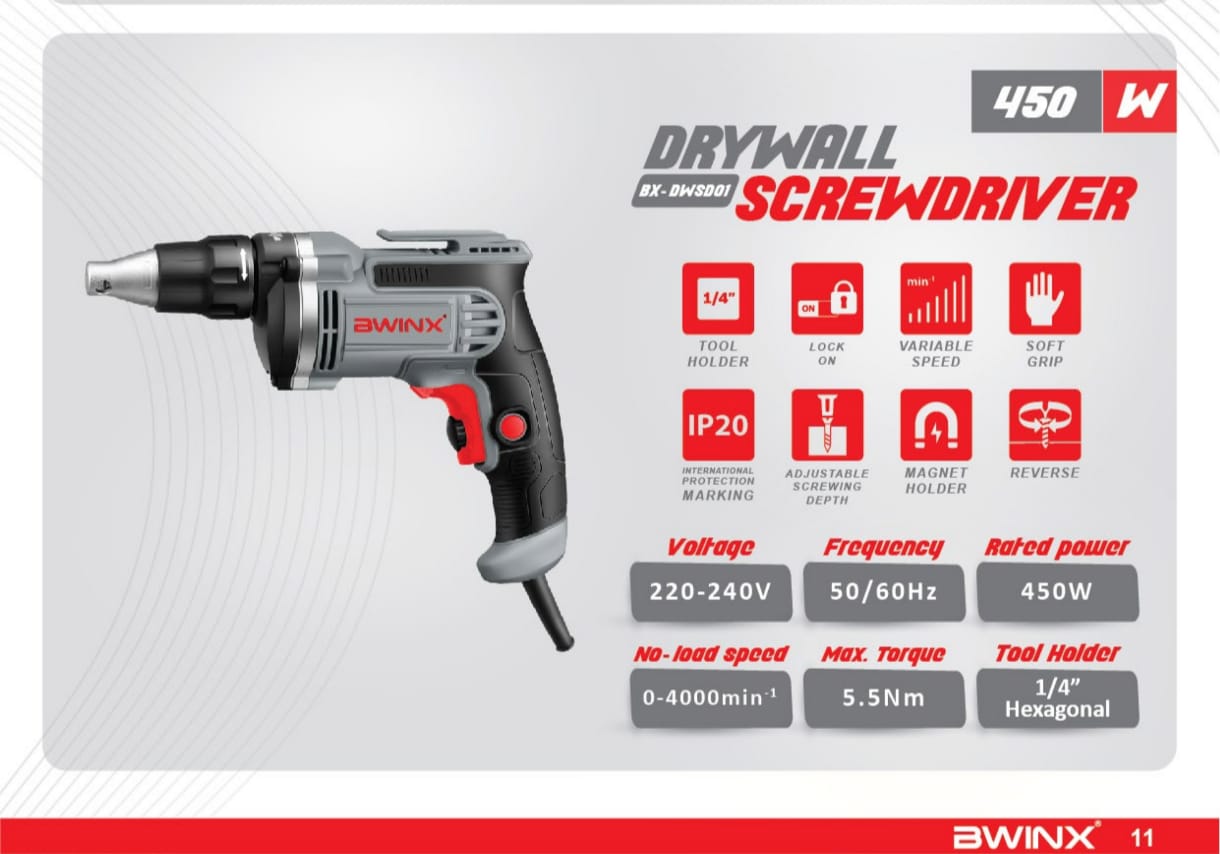 450 W
DRYWALL
BX-DWSD01 SCREWDRIVER
BWINX
1/4”
TOOL
HOLDER
ON
LOCK
ON
min-1
VARIABLE
SPEED
SOFT
GRIP
IP20
INTERNATIONAL
PROTECTION
MARKING
ADJUSTABLE
SCREWING
DEPTH
MAGNET
HOLDER
REVERSE
Voltage
220-240V
Frequency
50/60Hz
Rated power
450W
No-load speed
0-4000min-1
Max. Torque
5.5Nm
Tool Holder
1/4”
Hexagonal
BWINX® 11